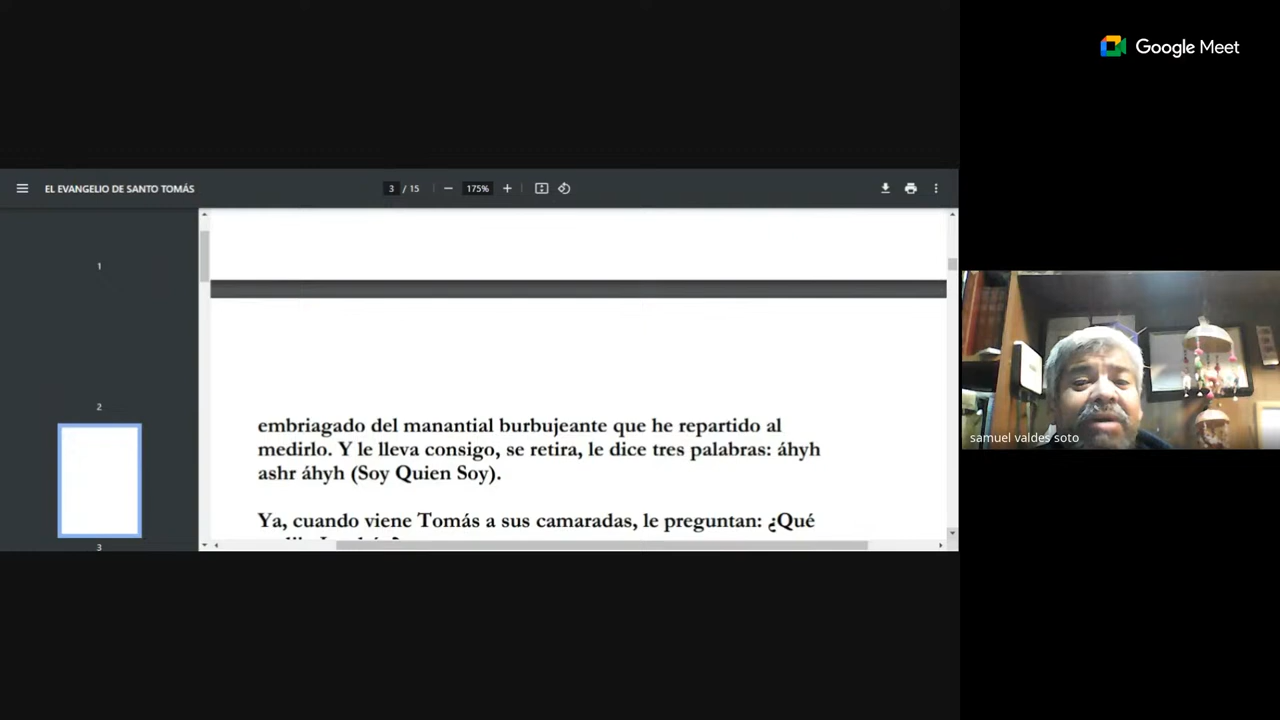 Google Meet
EL EVANGELIO DE SANTO TOMÁS
3 / 15
175%
1
2
3
embriagado del manantial burbujeante que he repartido al
medirlo. Y le lleva consigo, se retira, le dice tres palabras: áhyh
ashr áhyh (Soy Quien Soy).
Ya, cuando viene Tomás a sus camaradas, le preguntan: ¿Qué
samuel valdes soto